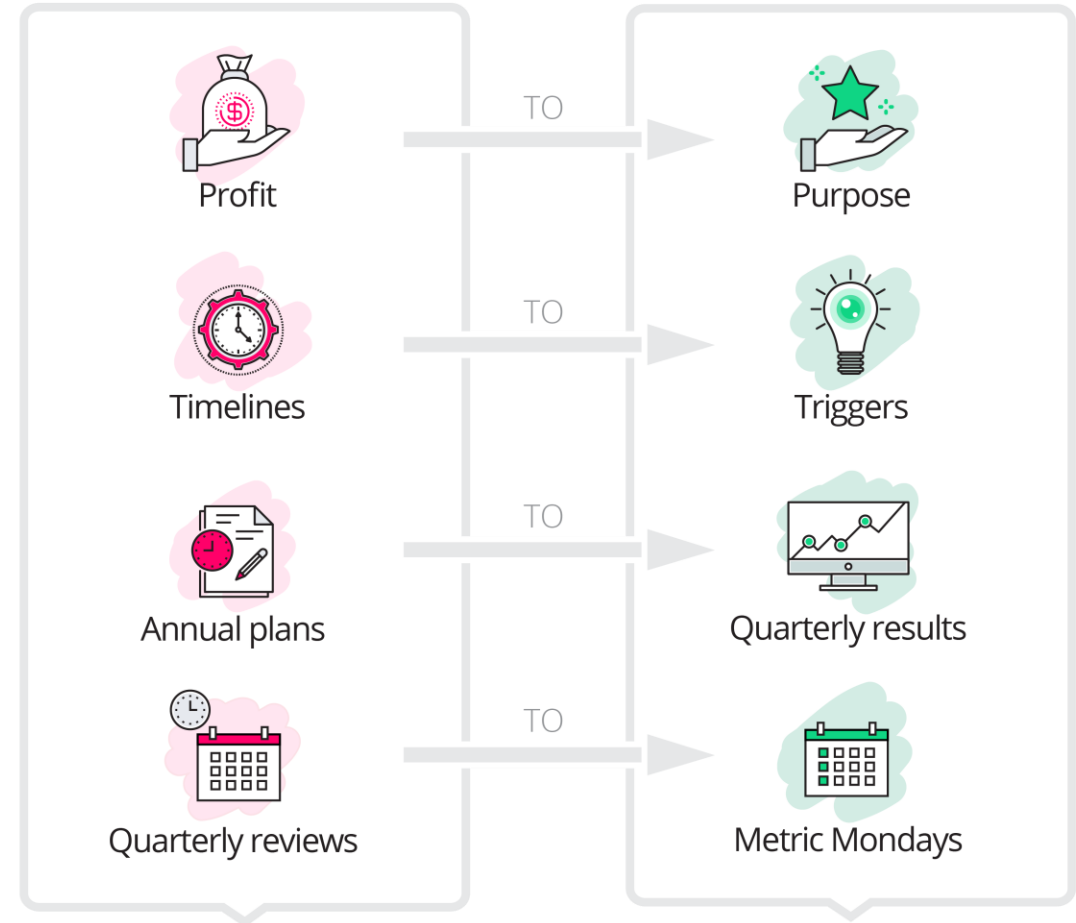 Profit
TO
Purpose
Timelines
TO
Triggers
Annual plans
TO
Quarterly results
Quarterly reviews
TO
Metric Mondays
$